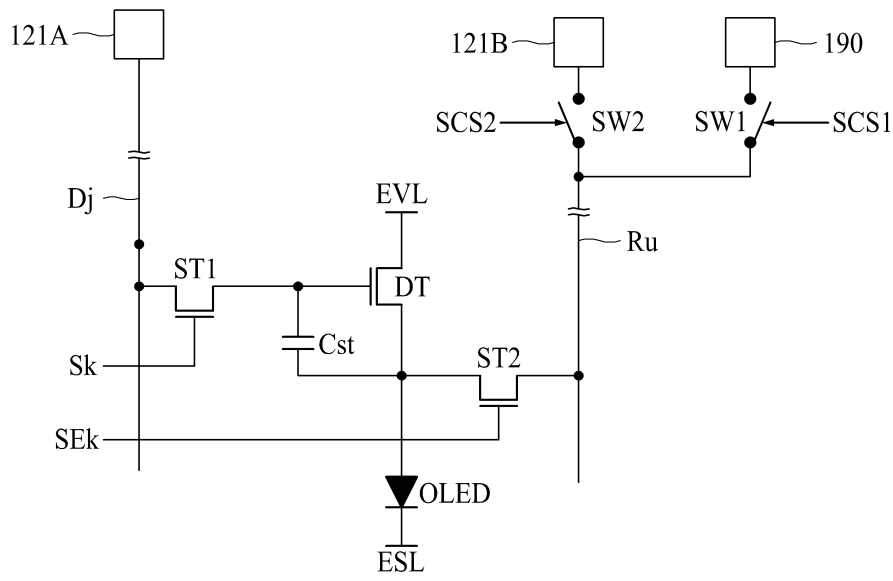 121A
121B
190
SCS2
SW2
SW1
SCS1
Dj
EVL
Ru
ST1
DT
Cst
ST2
Sk
SEk
OLED
ESL